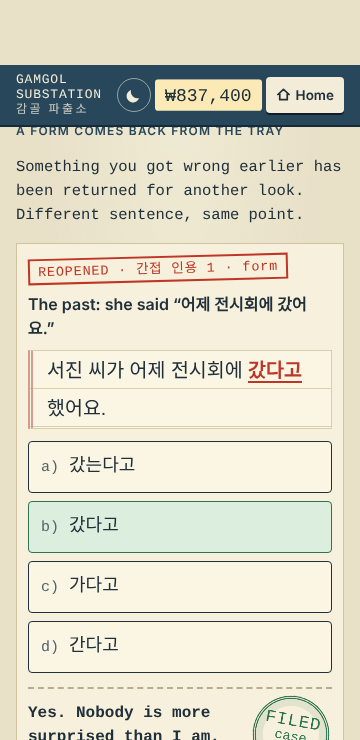 GAMGOL
SUBSTATION
감골 파출소
₩837,400
Home
A FORM COMES BACK FROM THE TRAY
Something you got wrong earlier has
been returned for another look.
Different sentence, same point.
REOPENED · 간접 인용 1 · form
The past: she said “어제 전시회에 갔어
요.”
서진 씨가 어제 전시회에 갔다고
했어요.
a) 갔는다고
b) 갔다고
c) 가다고
d) 간다고
Yes. Nobody is more
surprised than I am.
FILED
case